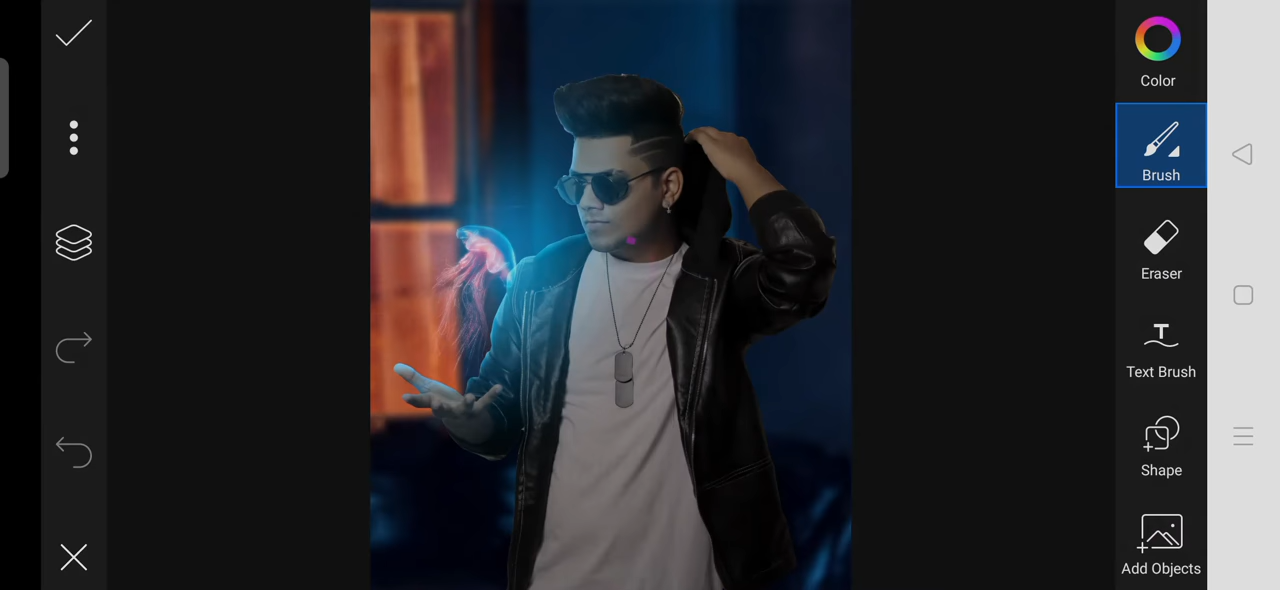 Color
Brush
Eraser
Text Brush
Shape
Add Objects